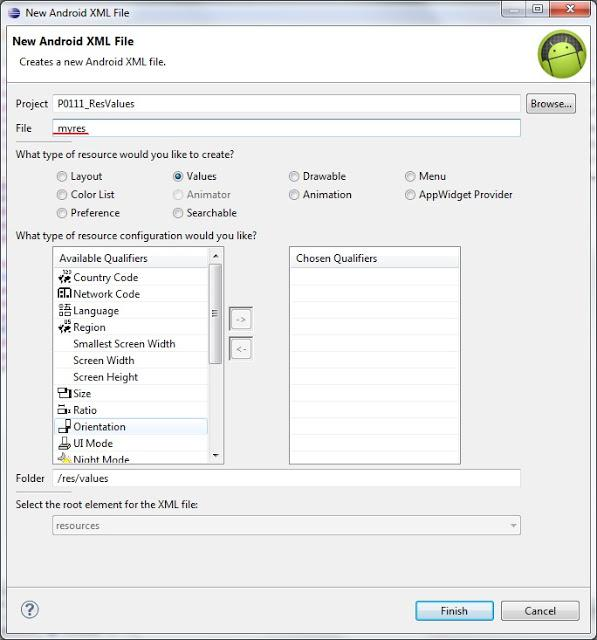 New Android XML File
New Android XML File
Creates a new Android XML file.
Project P0111_ResValues Browse...
File myres
What type of resource would you like to create?
Layout Values Drawable Menu
Color List Animator Animation AppWidget Provider
Preference Searchable
What type of resource configuration would you like?
Available Qualifiers Chosen Qualifiers
Country Code
Network Code
Language
Region
Smallest Screen Width
->
Screen Width
<-
Screen Height
Size
Ratio
Orientation
UI Mode
Night Mode
Folder /res/values
Select the root element for the XML file:
resources
? Finish Cancel